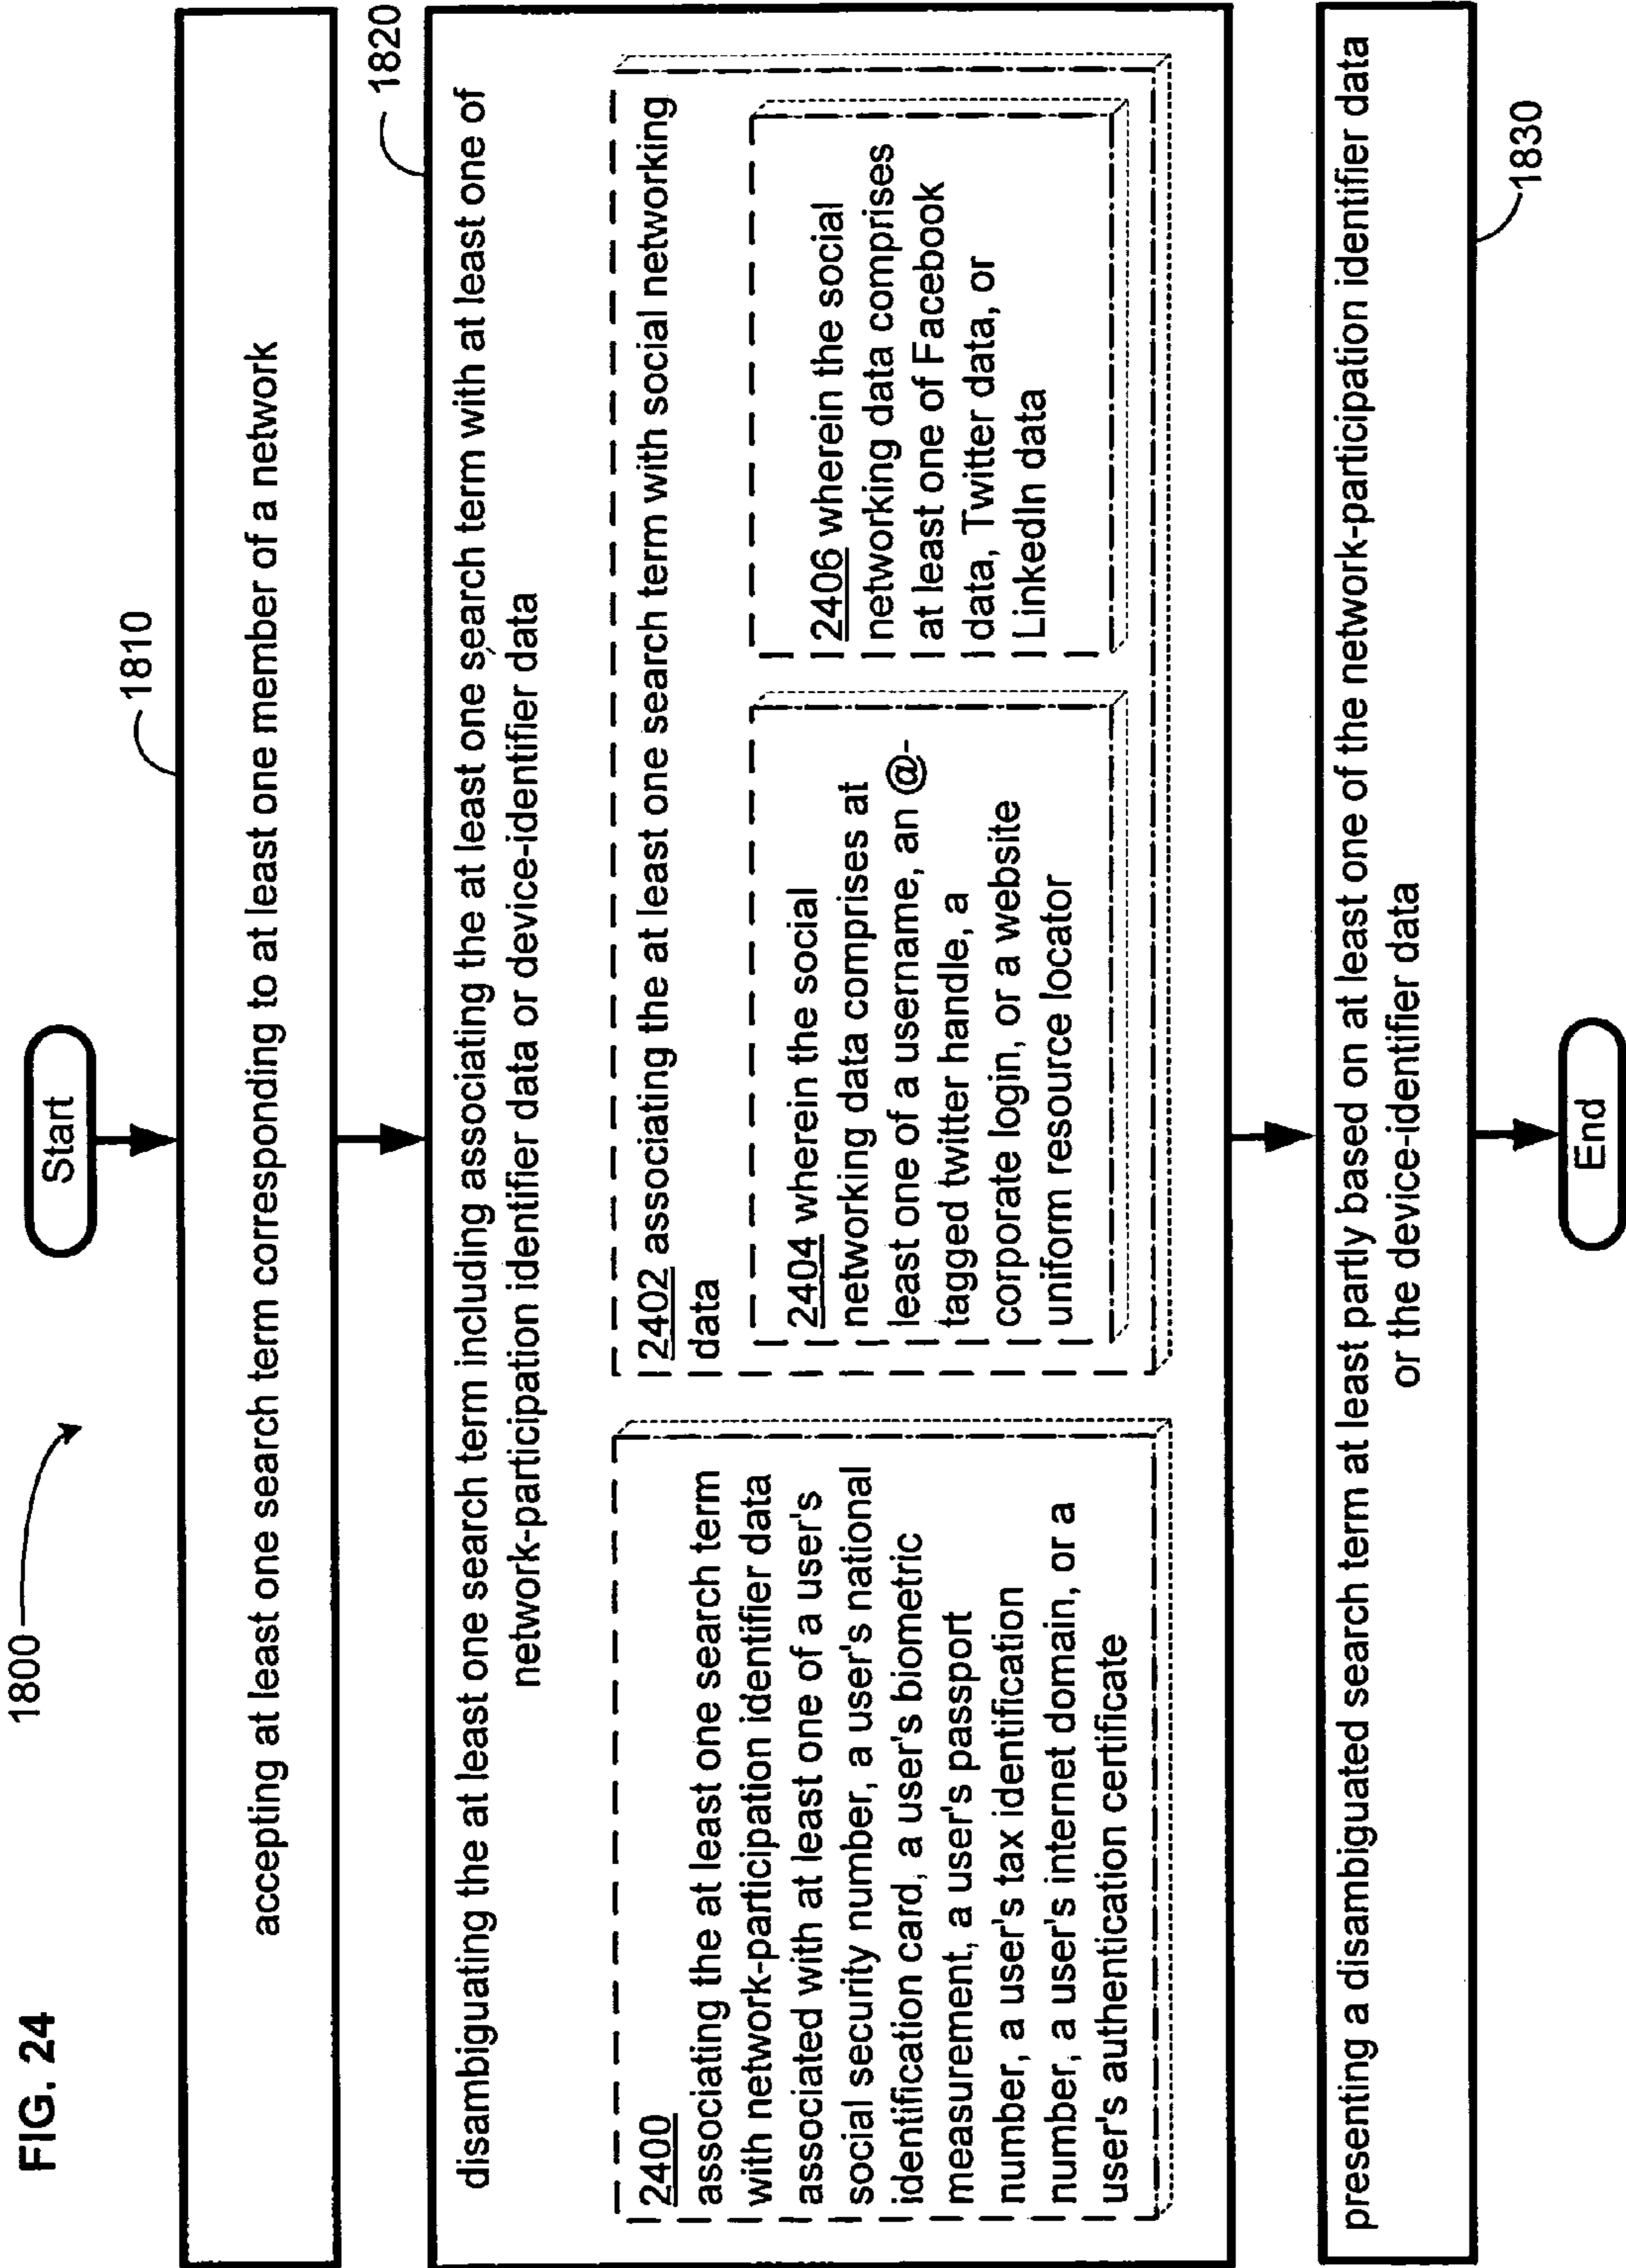 FIG. 24
1800
Start
1810
accepting at least one search term corresponding to at least one member of a network
1820
disambiguating the at least one search term including associating the at least one search term with at least one of
network-participation identifier data or device-identifier data
2400
associating the at least one search term
with network-participation identifier data
associated with at least one of a user's
social security number, a user's national
identification card, a user's biometric
measurement, a user's passport
number, a user's tax identification
number, a user's internet domain, or a
user's authentication certificate
2402 associating the at least one search term with social networking
data
2404 wherein the social
networking data comprises at
least one of a username, an @-
tagged twitter handle, a
corporate login, or a website
uniform resource locator
2406 wherein the social
networking data comprises
at least one of Facebook
data, Twitter data, or
LinkedIn data
presenting a disambiguated search term at least partly based on at least one of the network-participation identifier data
or the device-identifier data
1830
End